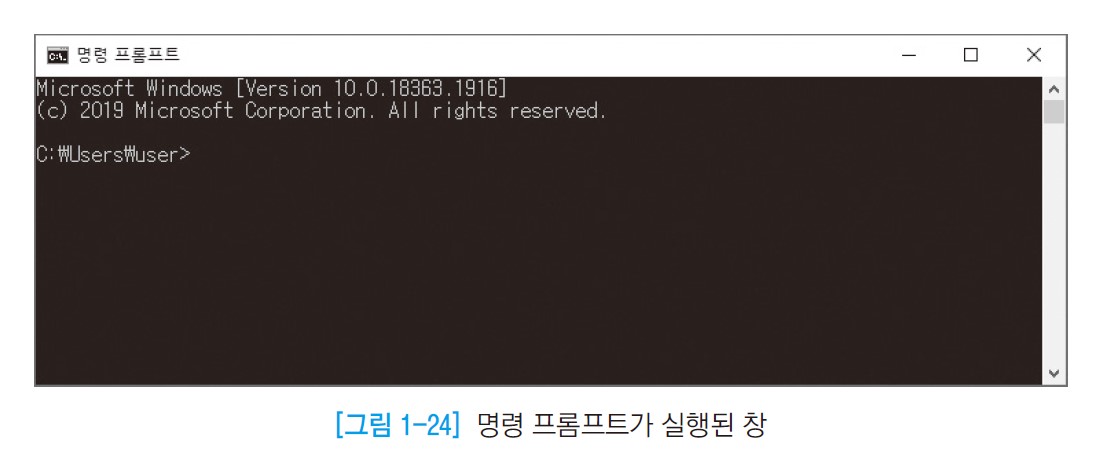 명령 프롬프트
Microsoft Windows [Version 10.0.18363.1916]
(c) 2019 Microsoft Corporation. All rights reserved.
C:₩Users₩user>
[그림 1-24] 명령 프롬프트가 실행된 창